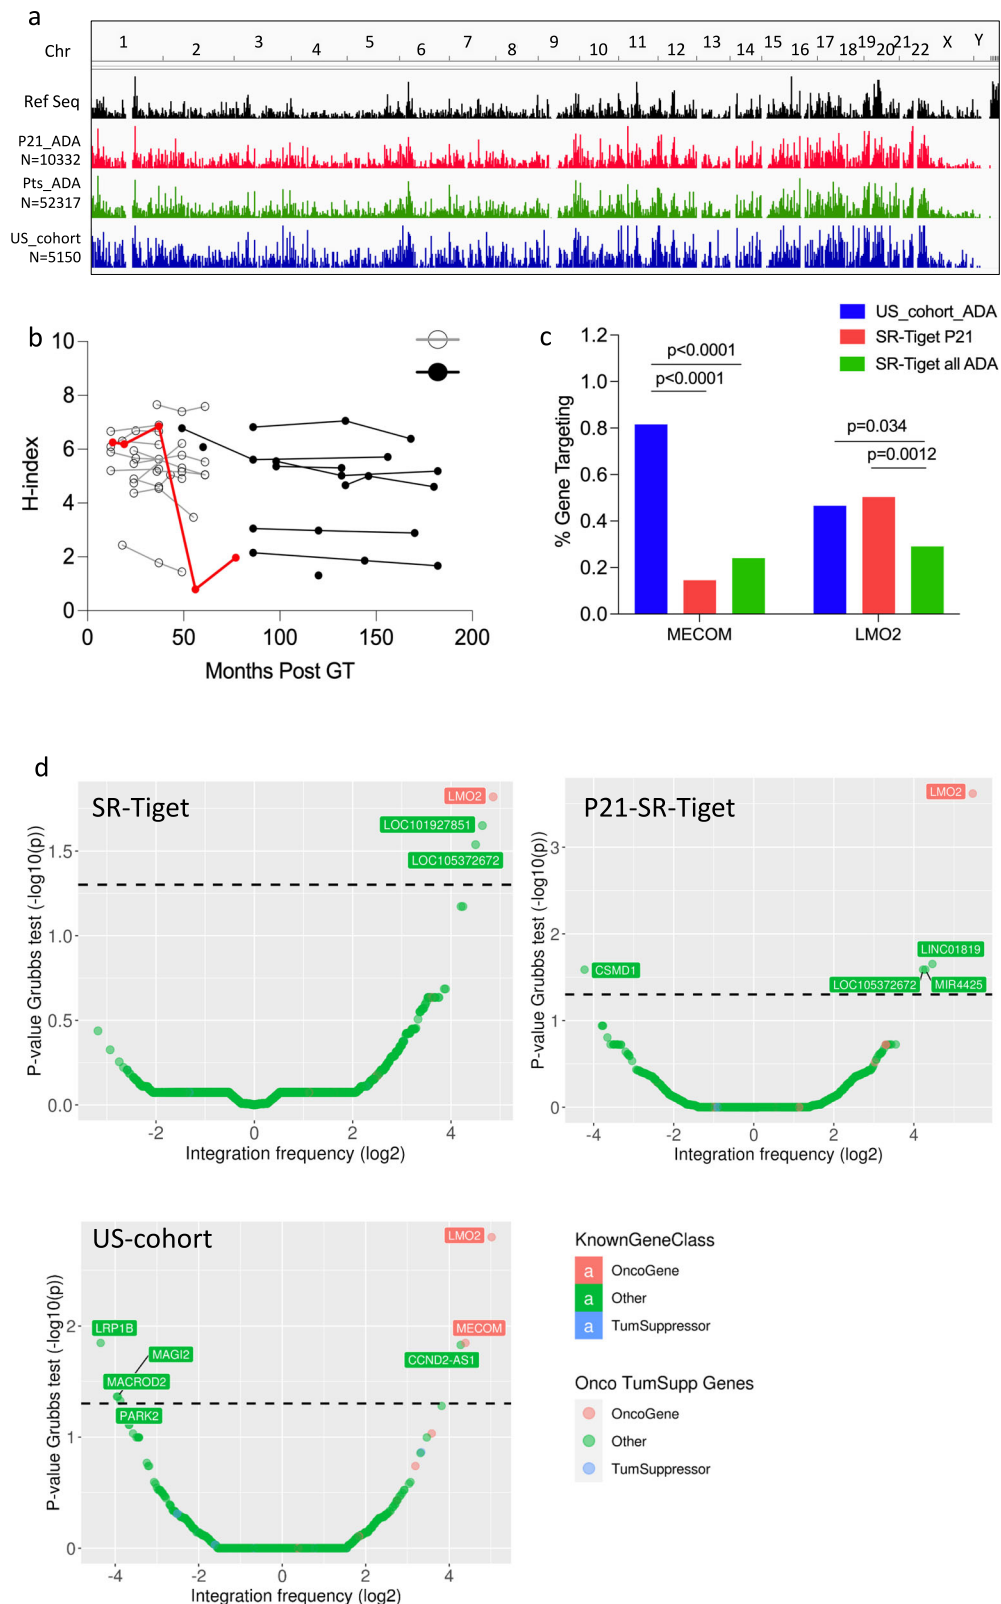 a
Chr 1 2 3 4 5 6 7 8 9 10 11 12 13 14 15 16 17 18 19 20 21 22 X Y
Ref Seq
P21_ADA
N=10332
Pts_ADA
N=52317
US_cohort
N=5150
b
10
8
6
4
2
0
H-index
0 50 100 150 200
Months Post GT
c
US_cohort_ADA
SR-Tiget P21
SR-Tiget all ADA
1.2
1.0
0.8
0.6
0.4
0.2
0.0
% Gene Targeting
p<0.0001
p<0.0001
p=0.034
p=0.0012
MECOM LMO2
d
SR-Tiget
LMO2
LOC101927851
LOC105372672
1.5
1.0
0.5
0.0
P-value Grubbs test (-log10(p))
-2 0 2 4
Integration frequency (log2)
P21-SR-Tiget
LMO2
LINC01819
CSMD1
LOC105372672 MIR4425
3
2
1
0
P-value Grubbs test (-log10(p))
-4 -2 0 2 4
Integration frequency (log2)
US-cohort
LMO2
LRP1B
MECOM
MAGI2
CCND2-AS1
MACROD2
PARK2
2
1
0
P-value Grubbs test (-log10(p))
-4 -2 0 2 4
Integration frequency (log2)
KnownGeneClass
a OncoGene
a Other
a TumSuppressor
Onco TumSupp Genes
OncoGene
Other
TumSuppressor